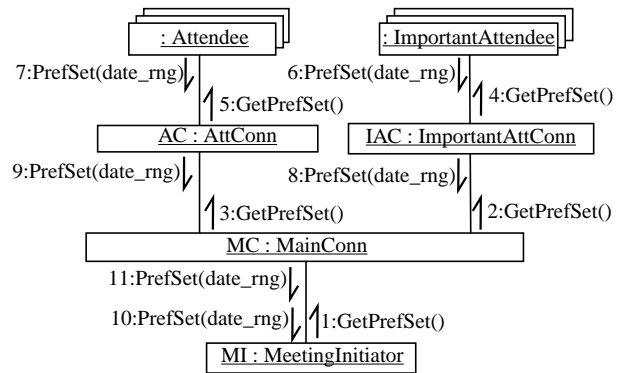 : Attendee
: ImportantAttendee
7:PrefSet(date_rng)
6:PrefSet(date_rng)
5:GetPrefSet()
4:GetPrefSet()
AC : AttConn
IAC : ImportantAttConn
9:PrefSet(date_rng)
8:PrefSet(date_rng)
3:GetPrefSet()
2:GetPrefSet()
MC : MainConn
11:PrefSet(date_rng)
10:PrefSet(date_rng)
1:GetPrefSet()
MI : MeetingInitiator